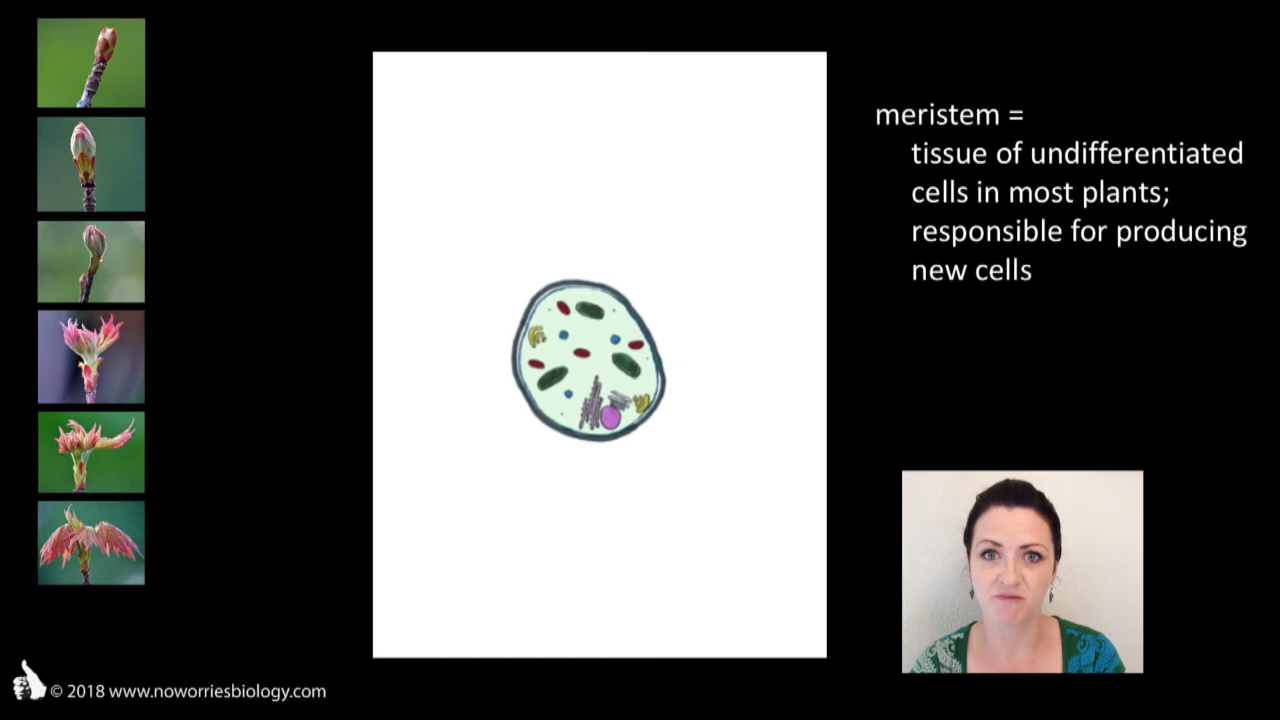 meristem =
tissue of undifferentiated
cells in most plants;
responsible for producing
new cells
© 2018 www.noworriesbiology.com